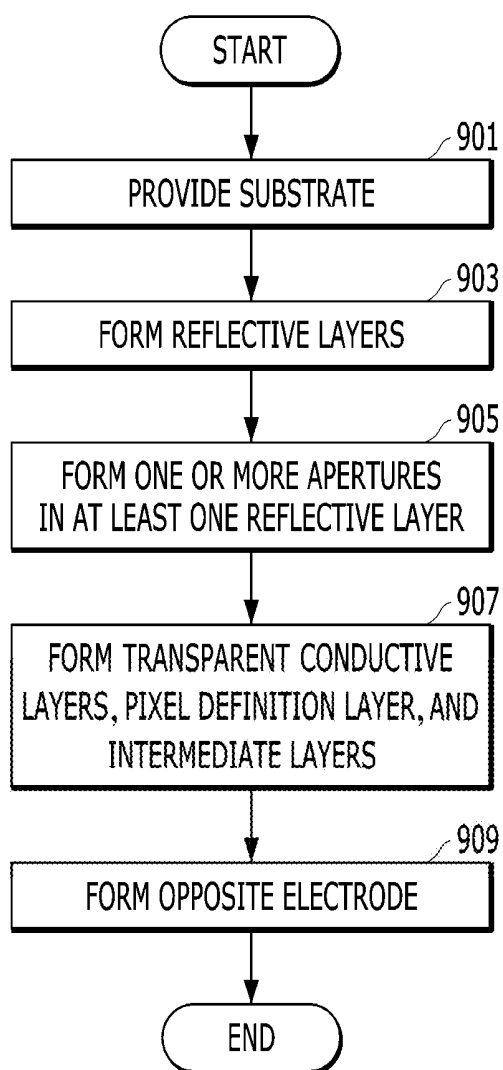 START
901
PROVIDE SUBSTRATE
903
FORM REFLECTIVE LAYERS
905
FORM ONE OR MORE APERTURES
IN AT LEAST ONE REFLECTIVE LAYER
907
FORM TRANSPARENT CONDUCTIVE
LAYERS, PIXEL DEFINITION LAYER, AND
INTERMEDIATE LAYERS
909
FORM OPPOSITE ELECTRODE
END